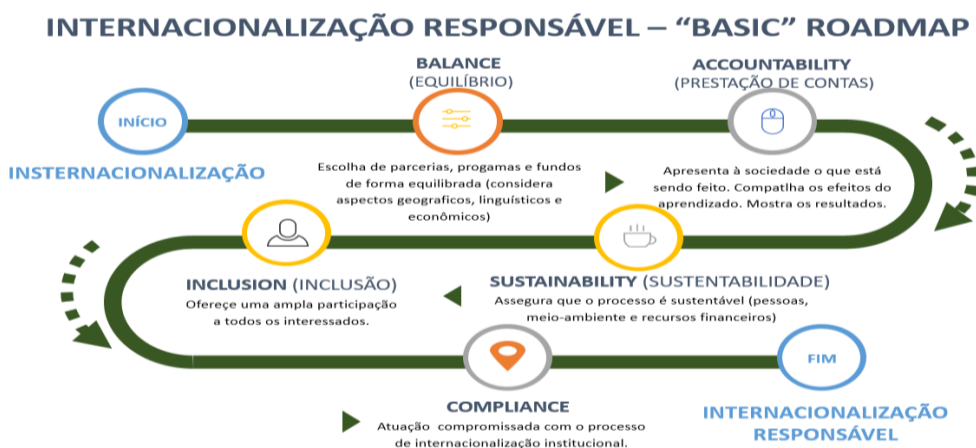 INTERNACIONALIZAÇÃO RESPONSÁVEL – “BASIC” ROADMAP
INÍCIO
INSTERNACIONALIZAÇÃO
BALANCE
(EQUILÍBRIO)
Escolha de parcerias, progamas e fundos
de forma equilibrada (considera
aspectos geograficos, linguísticos e
econômicos)
ACCOUNTABILITY
(PRESTAÇÃO DE CONTAS)
Apresenta à sociedade o que está
sendo feito. Compatlha os efeitos do
aprendizado. Mostra os resultados.
SUSTAINABILITY (SUSTENTABILIDADE)
Assegura que o processo é sustentável (pessoas,
meio-ambiente e recursos financeiros)
INCLUSION (INCLUSÃO)
Ofereçe uma ampla participação
a todos os interessados.
COMPLIANCE
Atuação compromissada com o processo
de internacionalização institucional.
FIM
INTERNACIONALIZAÇÃO
RESPONSÁVEL